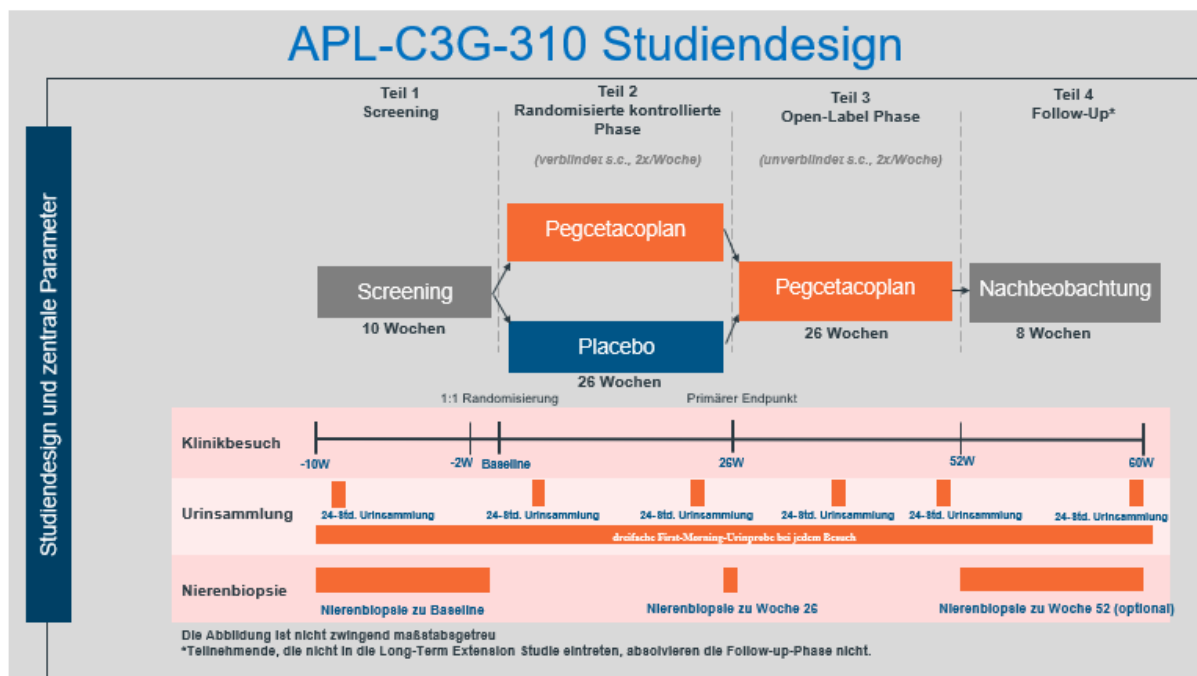 APL-C3G-310 Studiendesign
Studiendesign und zentrale Parameter
Teil 1
Screening
Teil 2
Randomisierte kontrollierte
Phase
(verblindet s.c., 2x/Woche)
Teil 3
Open-Label Phase
(unverblindet s.c., 2x/Woche)
Teil 4
Follow-Up*
Screening
10 Wochen
Pegcetacoplan
Placebo
26 Wochen
Pegcetacoplan
26 Wochen
Nachbeobachtung
8 Wochen
1:1 Randomisierung
Primärer Endpunkt
Klinikbesuch
-10W
-2W
Baseline
26W
52W
60W
Urinsammlung
24-Std. Urinsammlung
24-Std. Urinsammlung
24-Std. Urinsammlung
24-Std. Urinsammlung
24-Std. Urinsammlung
24-Std. Urinsammlung
dreifache First-Morning-Urinprobe bei jedem Besuch
Nierenbiopsie
Nierenbiopsie zu Baseline
Nierenbiopsie zu Woche 26
Nierenbiopsie zu Woche 52 (optional)
Die Abbildung ist nicht zwingend maßstabsgetreu
*Teilnehmende, die nicht in die Long-Term Extension Studie eintreten, absolvieren die Follow-up-Phase nicht.